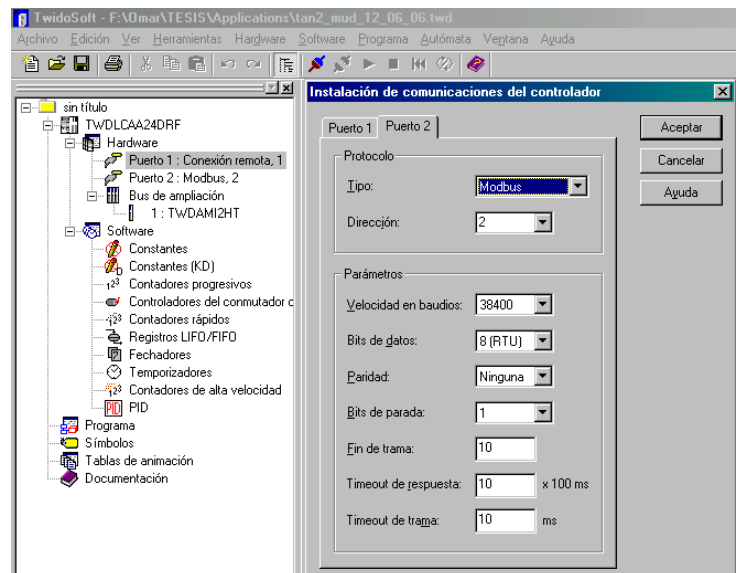 TwidoSoft - F:\Omar\TESIS\Applications\tan2_mud_12_06_06.twd
Archivo Edición Ver Herramientas Hardware Software Programa Autómata Ventana Ayuda
sin título
TWDLCAA24DRF
Hardware
Puerto 1 : Conexión remota, 1
Puerto 2 : Modbus, 2
Bus de ampliación
1 : TWDAMI2HT
Software
Constantes
Constantes (KD)
Contadores progresivos
Controladores del conmutador c
Contadores rápidos
Registros LIFO/FIFO
Fechadores
Temporizadores
Contadores de alta velocidad
PID PID
Programa
Símbolos
Tablas de animación
Documentación
Instalación de comunicaciones del controlador
Puerto 1 Puerto 2
Protocolo
Tipo: Modbus
Dirección: 2
Parámetros
Velocidad en baudios: 38400
Bits de datos: 8 (RTU)
Paridad: Ninguna
Bits de parada: 1
Fin de trama: 10
Timeout de respuesta: 10 x 100 ms
Timeout de trama: 10 ms
Aceptar
Cancelar
Ayuda